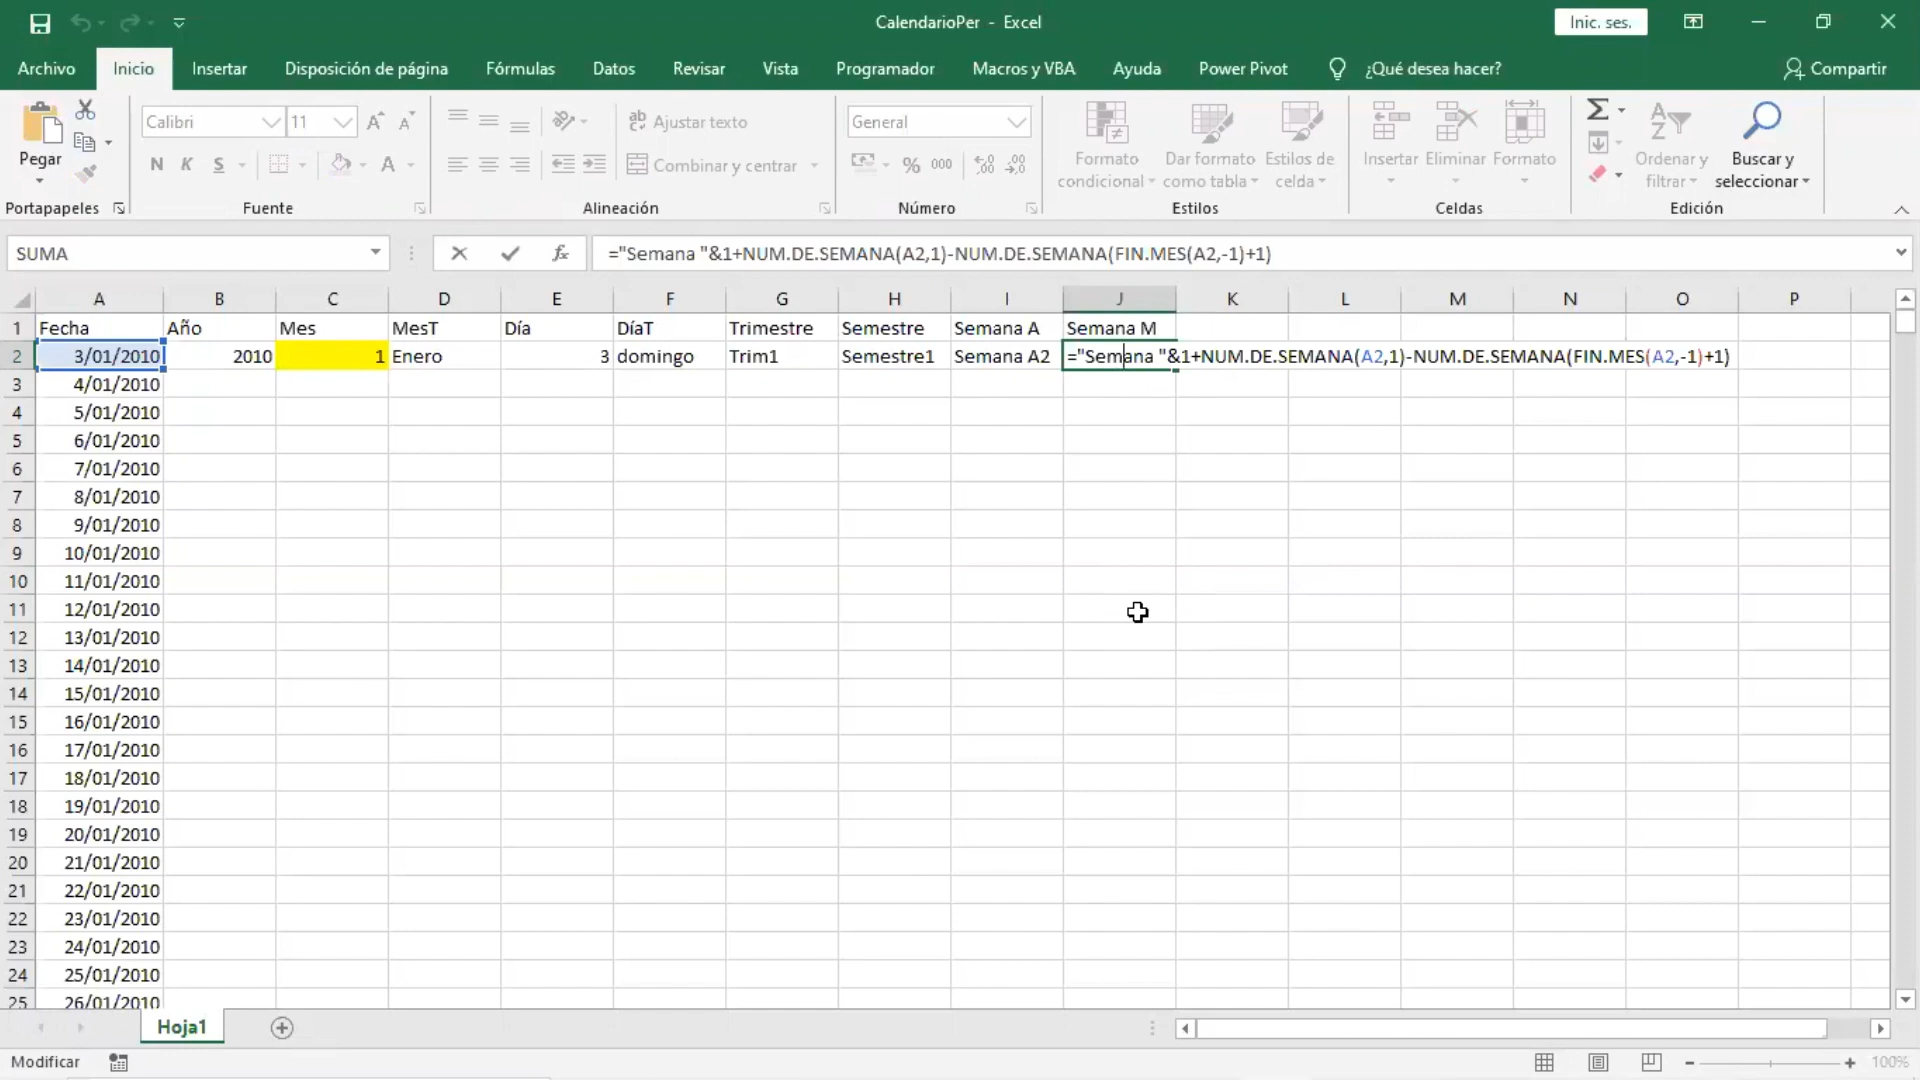 CalendarioPer - Excel
Inic. ses.
Archivo Inicio Insertar Disposición de página Fórmulas Datos Revisar Vista Programador Macros y VBA Ayuda Power Pivot ¿Qué desea hacer? Compartir
Pegar
Calibri 11
N K S A
ab Ajustar texto
Combinar y centrar
General
% 000
Formato condicional
Dar formato como tabla
Estilos de celda
Insertar Eliminar Formato
Ordenar y filtrar
Buscar y seleccionar
Portapapeles Fuente Alineación Número Estilos Celdas Edición
SUMA fx ="Semana "&1+NUM.DE.SEMANA(A2,1)-NUM.DE.SEMANA(FIN.MES(A2,-1)+1)
A B C D E F G H I J K L M N O P
1 Fecha Año Mes MesT Día DíaT Trimestre Semestre Semana A Semana M
2 3/01/2010 2010 1 Enero 3 domingo Trim1 Semestre1 Semana A2 ="Semana "&1+NUM.DE.SEMANA(A2,1)-NUM.DE.SEMANA(FIN.MES(A2,-1)+1)
3 4/01/2010
4 5/01/2010
5 6/01/2010
6 7/01/2010
7 8/01/2010
8 9/01/2010
9 10/01/2010
10 11/01/2010
11 12/01/2010
12 13/01/2010
13 14/01/2010
14 15/01/2010
15 16/01/2010
16 17/01/2010
17 18/01/2010
18 19/01/2010
19 20/01/2010
20 21/01/2010
21 22/01/2010
22 23/01/2010
23 24/01/2010
24 25/01/2010
25 26/01/2010
Hoja1
Modificar 100%